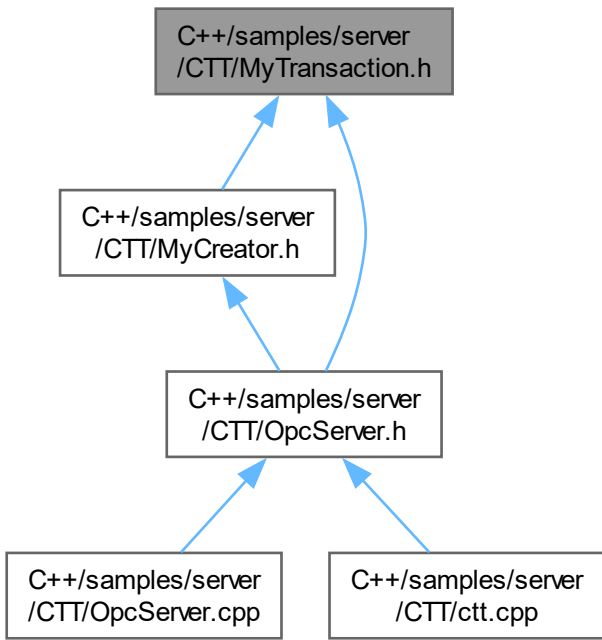 C++/samples/server
/CTT/MyTransaction.h
C++/samples/server
/CTT/MyCreator.h
C++/samples/server
/CTT/OpcServer.h
C++/samples/server
/CTT/OpcServer.cpp
C++/samples/server
/CTT/ctt.cpp